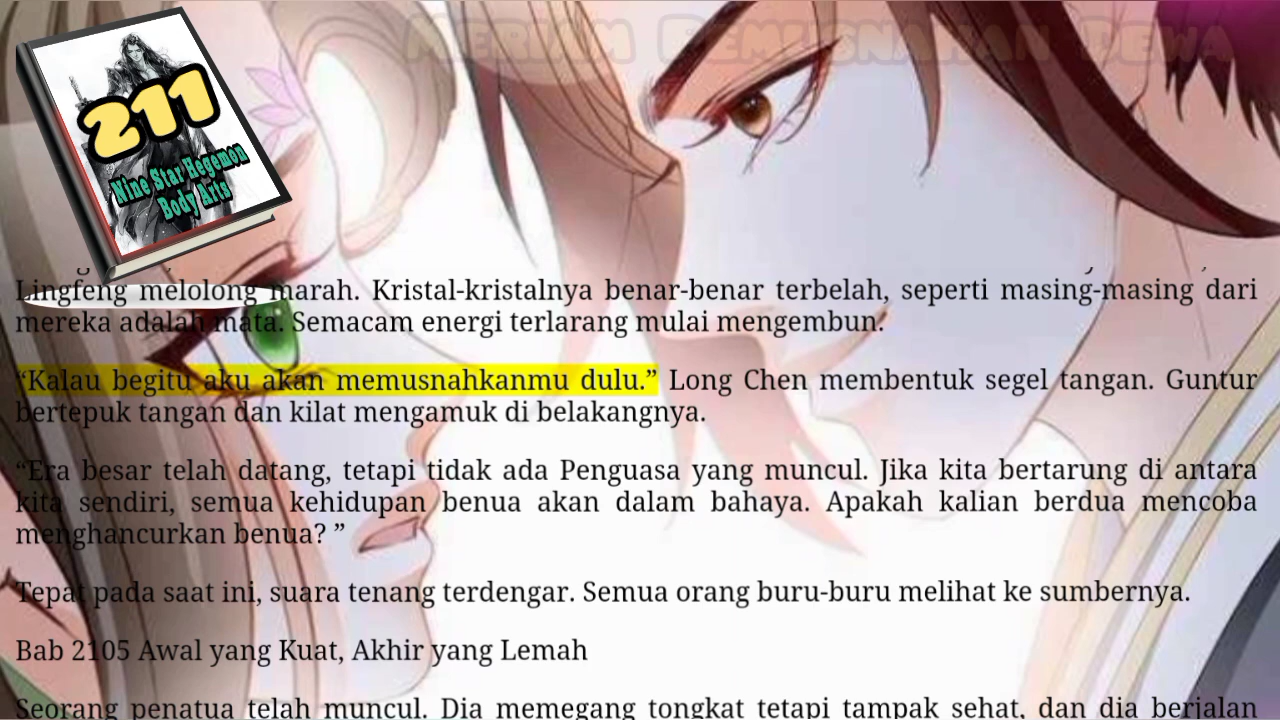 Meriam Pemusnahan Dewa
211
Nine Star Hegemon
Body Arts
Lingfeng melolong marah. Kristal-kristalnya benar-benar terbelah, seperti masing-masing dari
mereka adalah mata. Semacam energi terlarang mulai mengembun.
“Kalau begitu aku akan memusnahkanmu dulu.” Long Chen membentuk segel tangan. Guntur
bertepuk tangan dan kilat mengamuk di belakangnya.
“Era besar telah datang, tetapi tidak ada Penguasa yang muncul. Jika kita bertarung di antara
kita sendiri, semua kehidupan benua akan dalam bahaya. Apakah kalian berdua mencoba
menghancurkan benua? ”
Tepat pada saat ini, suara tenang terdengar. Semua orang buru-buru melihat ke sumbernya.
Bab 2105 Awal yang Kuat, Akhir yang Lemah
Seorang penatua telah muncul. Dia memegang tongkat tetapi tampak sehat, dan dia berjalan